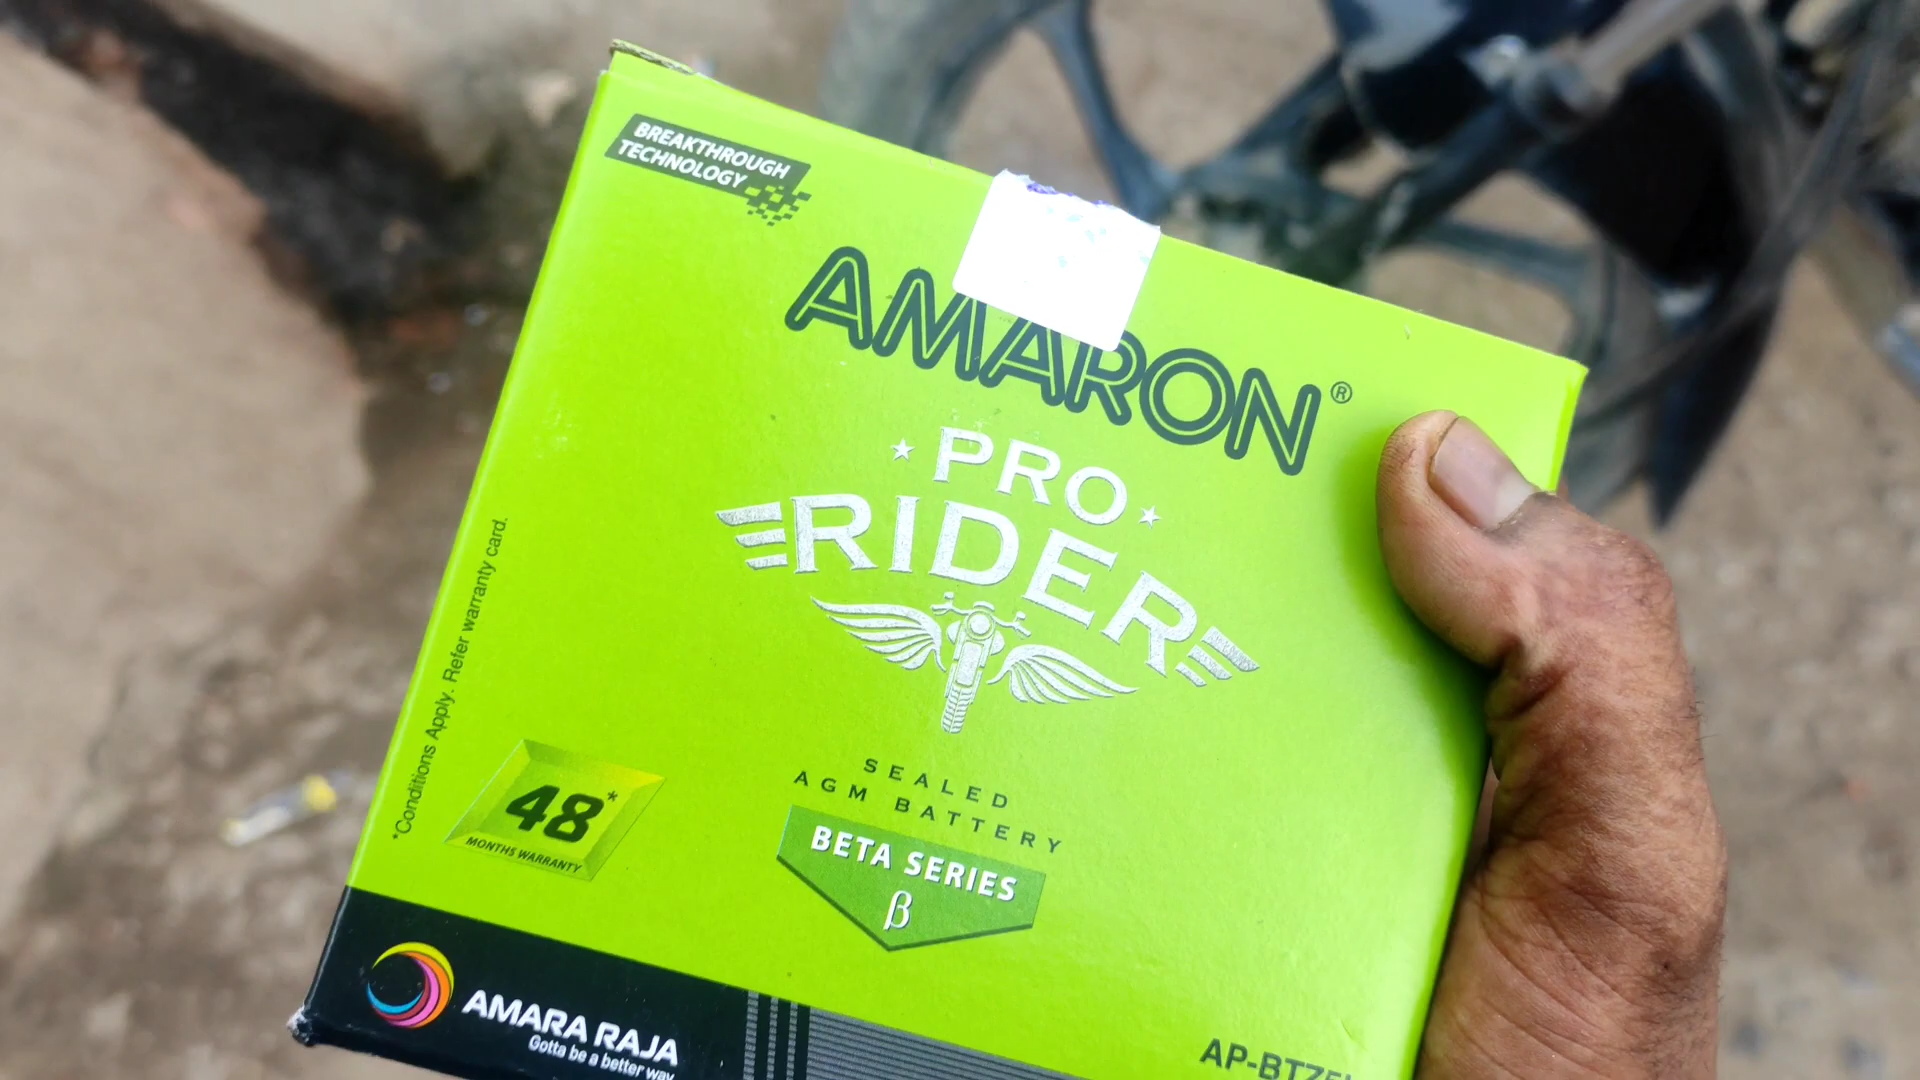 BREAKTHROUGH
TECHNOLOGY
AMARON®
PRO
RIDER
SEALED
AGM BATTERY
BETA SERIES
β
48*
MONTHS WARRANTY
*Conditions Apply. Refer warranty card.
AMARA RAJA
Gotta be a better way